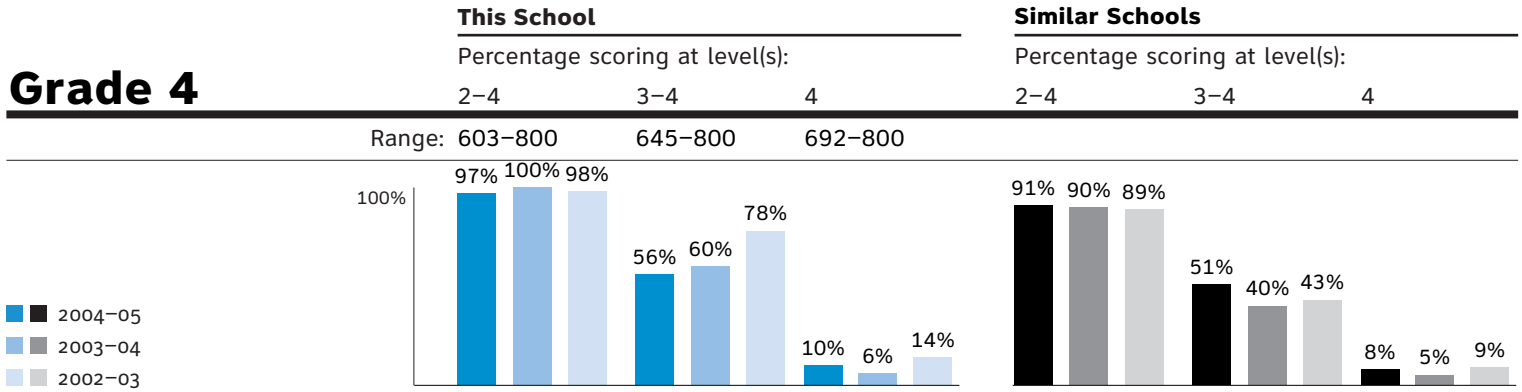 This School Similar Schools
Percentage scoring at level(s): Percentage scoring at level(s):
Grade 4 2–4 3–4 4 2–4 3–4 4
Range: 603–800 645–800 692–800
97% 100% 98% 56% 60% 78% 10% 6% 14% 91% 90% 89% 51% 40% 43% 8% 5% 9%
100%
2004–05
2003–04
2002–03